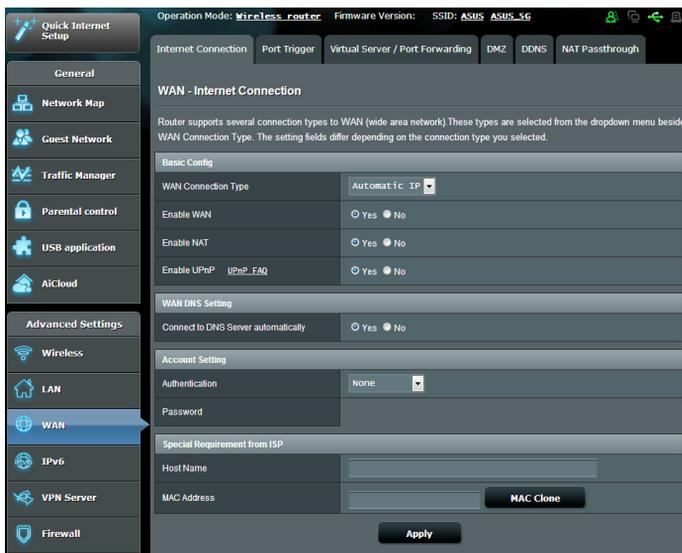 Quick Internet
Setup
Operation Mode: Wireless router Firmware Version: SSID: ASUS ASUS_5G
Internet Connection Port Trigger Virtual Server / Port Forwarding DMZ DDNS NAT Passthrough
General
Network Map
Guest Network
Traffic Manager
Parental control
USB application
AiCloud
Advanced Settings
Wireless
LAN
WAN
IPv6
VPN Server
Firewall
WAN - Internet Connection
Router supports several connection types to WAN (wide area network).These types are selected from the dropdown menu beside
WAN Connection Type. The setting fields differ depending on the connection type you selected.
Basic Config
WAN Connection Type Automatic IP
Enable WAN Yes No
Enable NAT Yes No
Enable UPnP UPnP FAQ Yes No
WAN DNS Setting
Connect to DNS Server automatically Yes No
Account Setting
Authentication None
Password
Special Requirement from ISP
Host Name
MAC Address MAC Clone
Apply